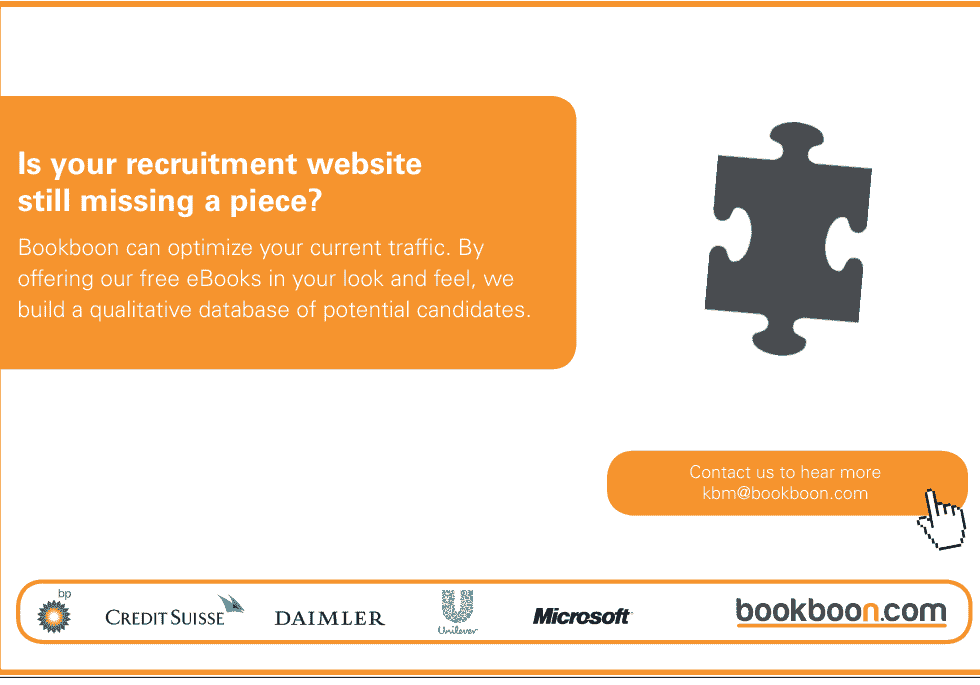 Is your recruitment website
still missing a piece?
Bookboon can optimize your current traffic. By
offering our free eBooks in your look and feel, we
build a qualitative database of potential candidates.
Contact us to hear more
kbm@bookboon.com
bp
CREDIT SUISSE
DAIMLER
Unilever
Microsoft
bookboon.com